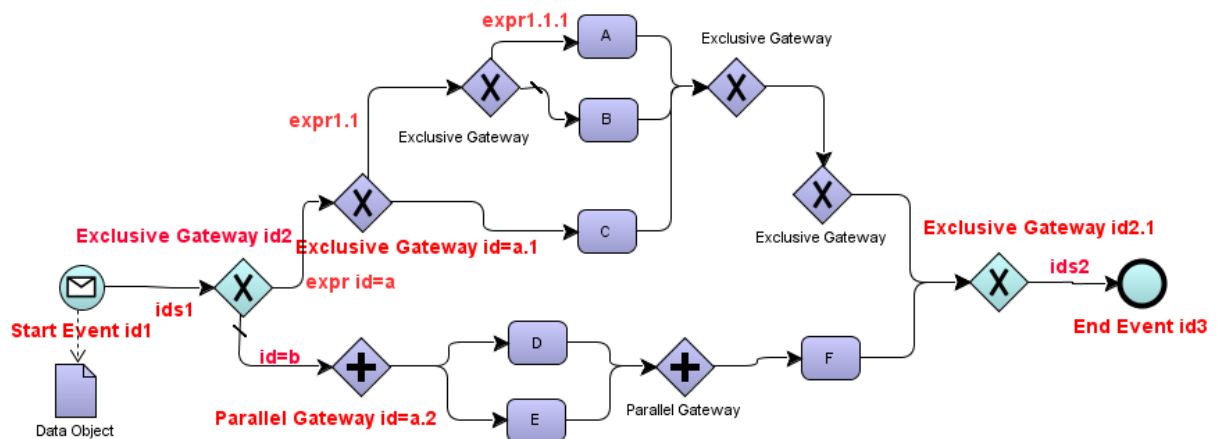 expr1.1.1
A
Exclusive Gateway
B
expr1.1
Exclusive Gateway
C
Exclusive Gateway id2
Exclusive Gateway id=a.1
Exclusive Gateway
Exclusive Gateway id2.1
expr id=a
ids2
ids1
Start Event id1
End Event id3
D
id=b
F
Parallel Gateway id=a.2
E
Parallel Gateway
Data Object